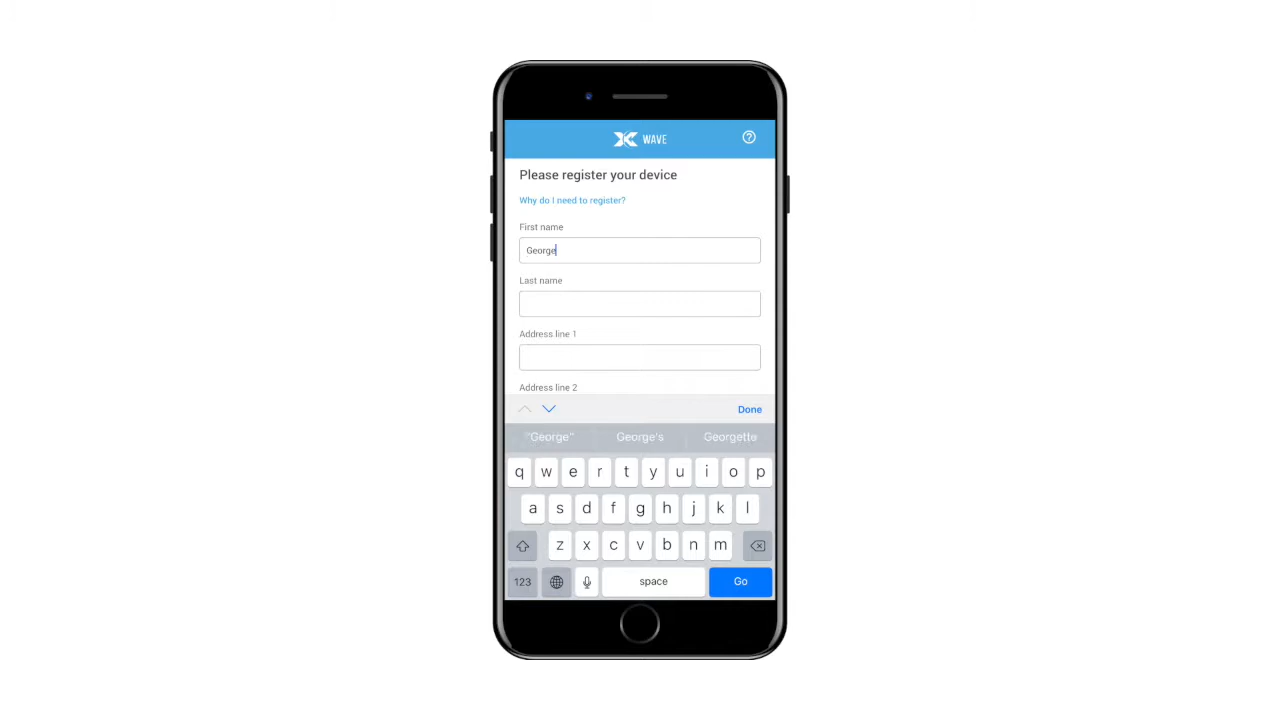 WAVE
Please register your device
Why do I need to register?
First name
George
Last name
Address line 1
Address line 2
Done
"George" George's Georgette
q w e r t y u i o p
a s d f g h j k l
z x c v b n m
123 space Go